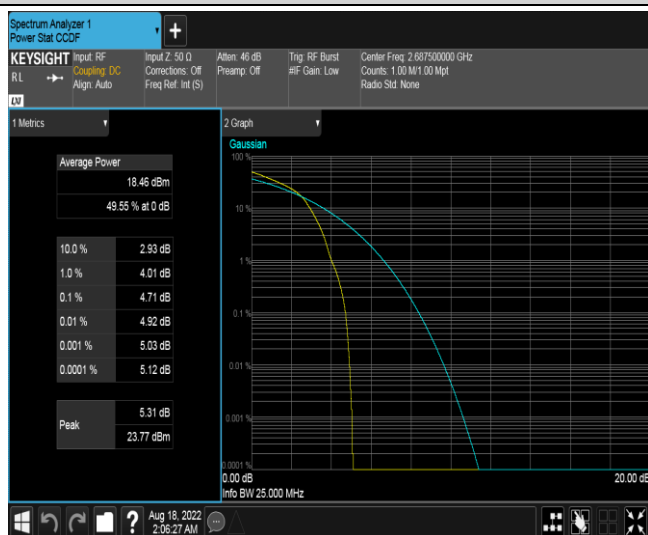 Spectrum Analyzer 1
Power Stat CCDF
+
KEYSIGHT
RL
LXI
Input: RF
Coupling: DC
Align: Auto
Input Z: 50 Ω
Corrections: Off
Freq Ref: Int (S)
Atten: 46 dB
Preamp: Off
Trig: RF Burst
#IF Gain: Low
Center Freq: 2.687500000 GHz
Counts: 1.00 M/1.00 Mpt
Radio Std: None
1 Metrics
Average Power
18.46 dBm
49.55 % at 0 dB
10.0 % 2.93 dB
1.0 % 4.01 dB
0.1 % 4.71 dB
0.01 % 4.92 dB
0.001 % 5.03 dB
0.0001 % 5.12 dB
Peak
5.31 dB
23.77 dBm
2 Graph
Gaussian
100 %
10 %
1 %
0.1 %
0.01 %
0.001 %
0.0001 %
0.00 dB 20.00 dB
Info BW 25.000 MHz
?
Aug 18, 2022
2:06:27 AM